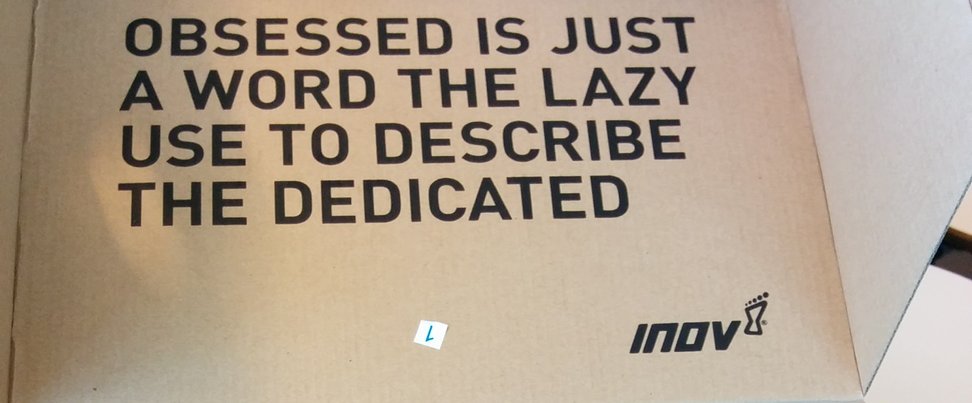 OBSESSED IS JUST
A WORD THE LAZY
USE TO DESCRIBE
THE DEDICATED
INOV